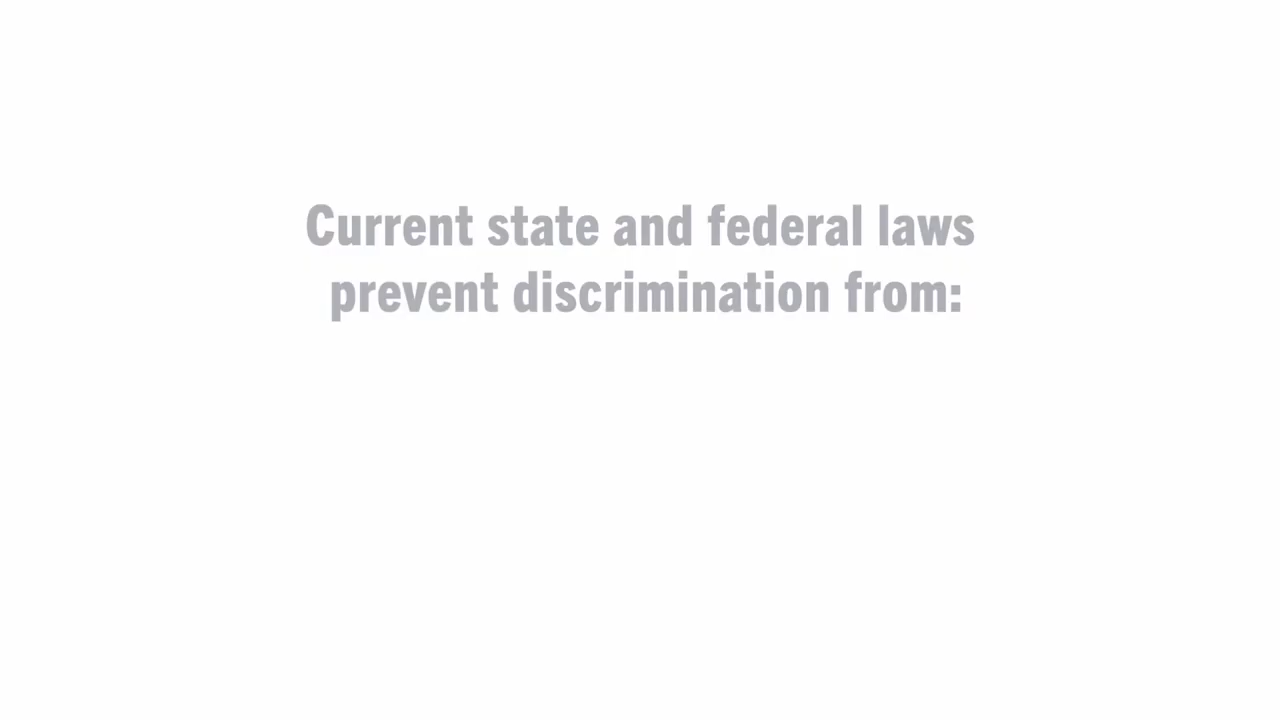 Current state and federal laws
prevent discrimination from: